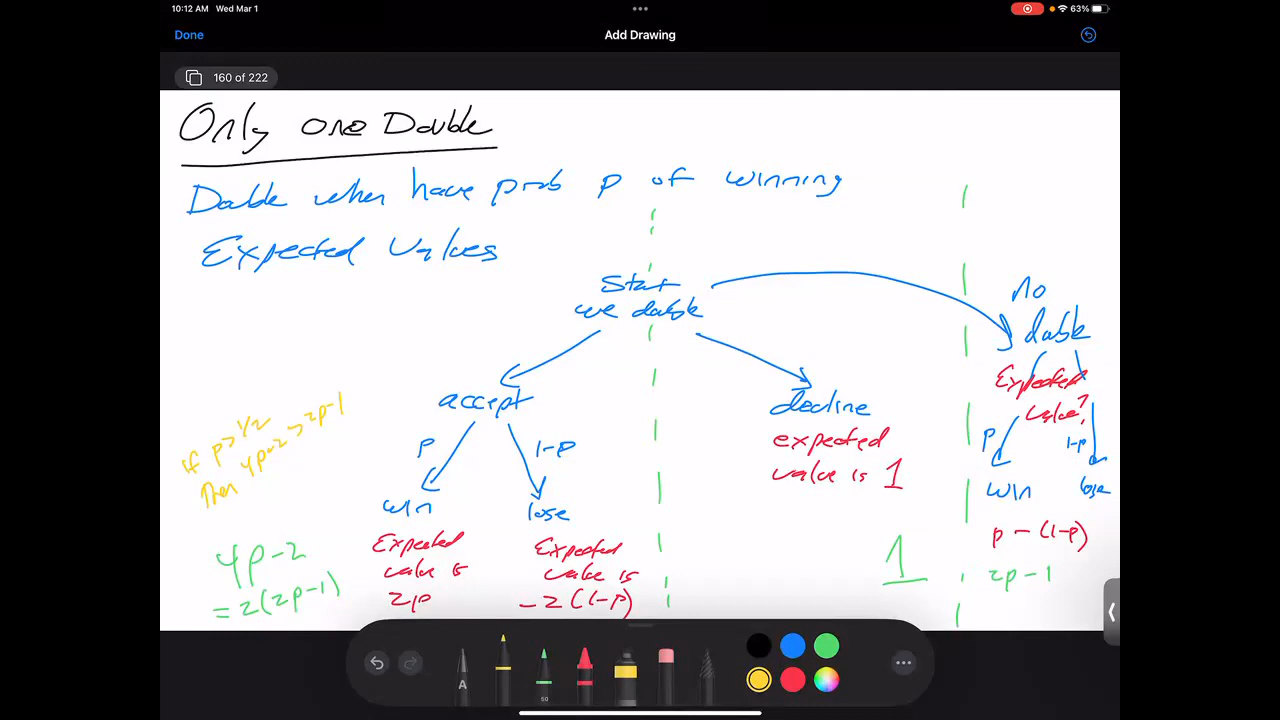 10:12 AM Wed Mar 1
63%
Done
Add Drawing
160 of 222
Only one Double
Double when have prob p of winning
Expected Values
Start
we double
no
double
Expected
value?
accept
decline
expected
value is 1
p
1-p
p
1-p
win
lose
win
lose
If p > 1/2
Then 4p-2 > 2p-1
Expected
value is
2p
Expected
value is
-2(1-p)
p - (1-p)
4p-2
= 2(2p-1)
1
2p-1
A
50